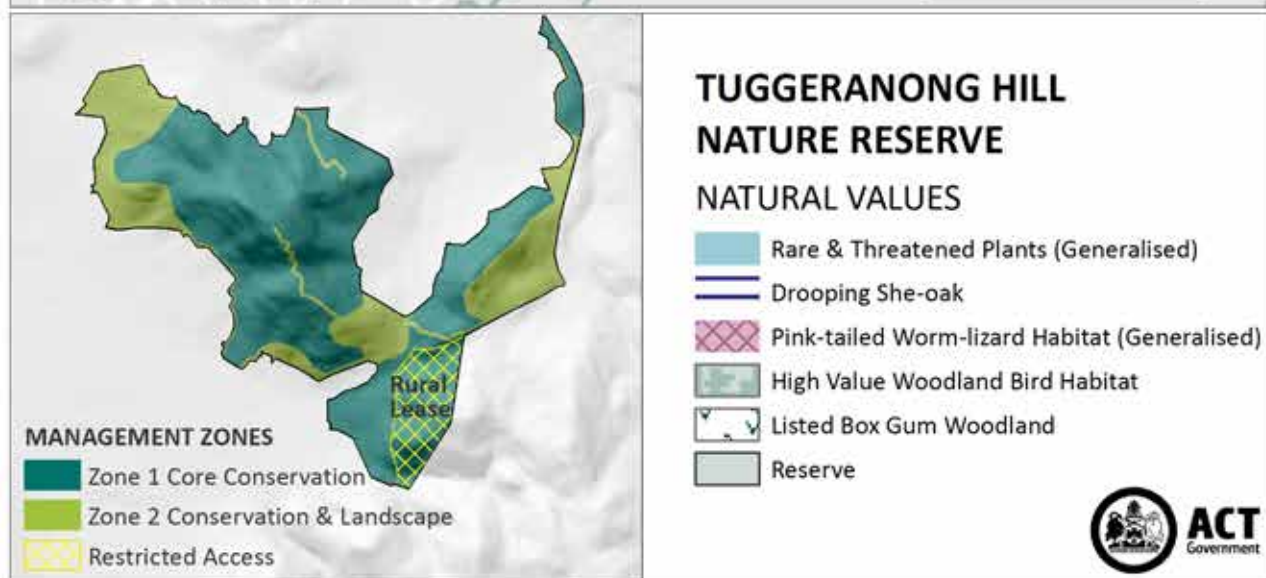 Rural
Lease
MANAGEMENT ZONES
Zone 1 Core Conservation
Zone 2 Conservation & Landscape
Restricted Access
TUGGERANONG HILL
NATURE RESERVE
NATURAL VALUES
Rare & Threatened Plants (Generalised)
Drooping She-oak
Pink-tailed Worm-lizard Habitat (Generalised)
High Value Woodland Bird Habitat
Listed Box Gum Woodland
Reserve
ACT
Government